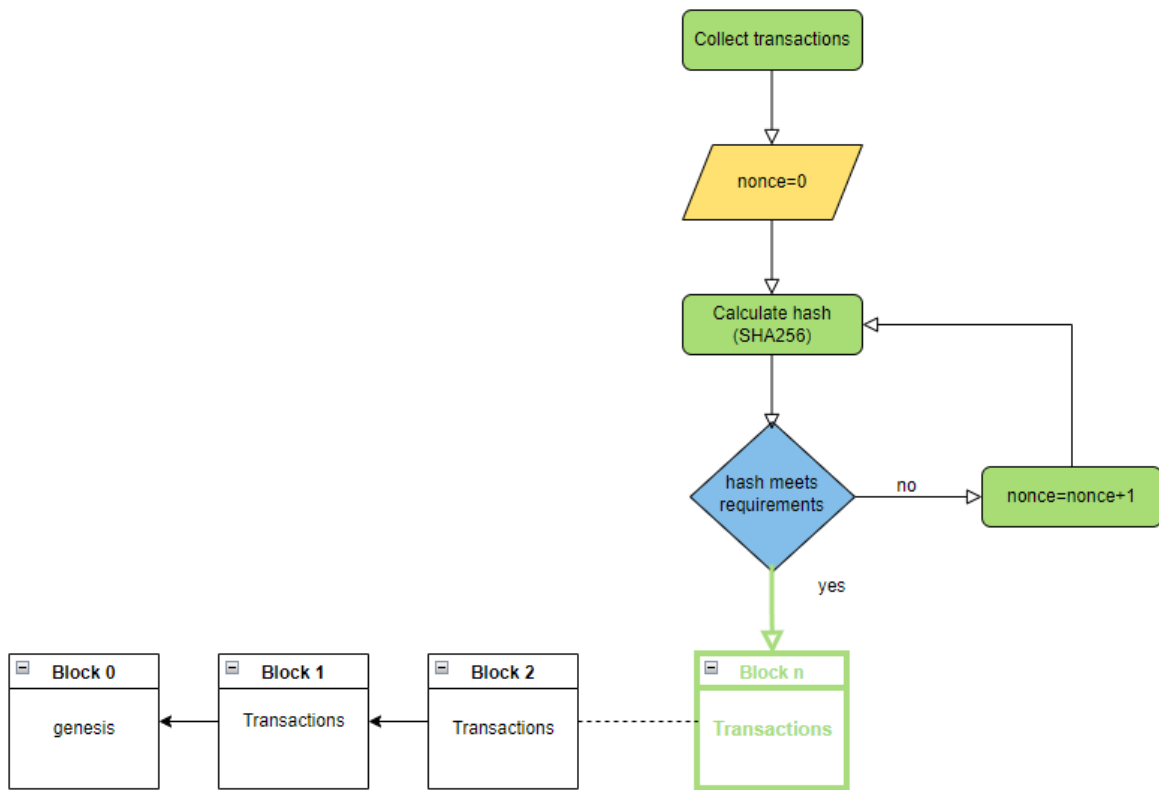 Collect transactions
nonce=0
Calculate hash
(SHA256)
hash meets
requirements
no
nonce=nonce+1
yes
Block 0
genesis
Block 1
Transactions
Block 2
Transactions
Block n
Transactions